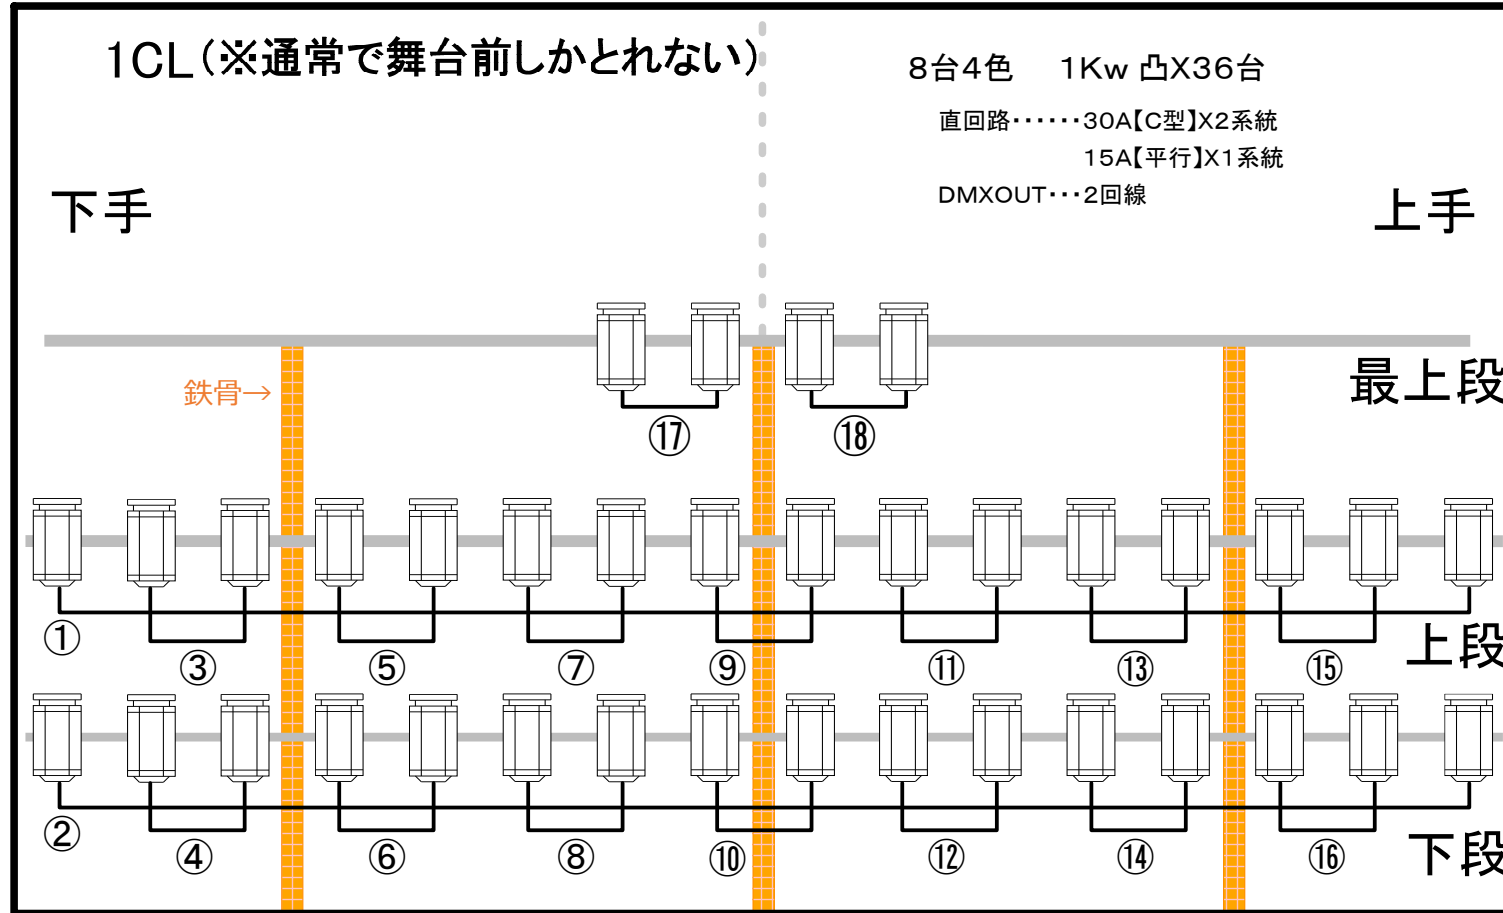 1CL(※通常で舞台前しかとれない)
8台4色 1Kw 凸X36台
直回路‥‥‥30A【C型】X2系統
15A【平行】X1系統
DMXOUT‥･2回線
下手
上手
鉄骨→
最上段
⑰ ⑱
① ③ ⑤ ⑦ ⑨ ⑪ ⑬ ⑮
上段
② ④ ⑥ ⑧ ⑩ ⑫ ⑭ ⑯
下段